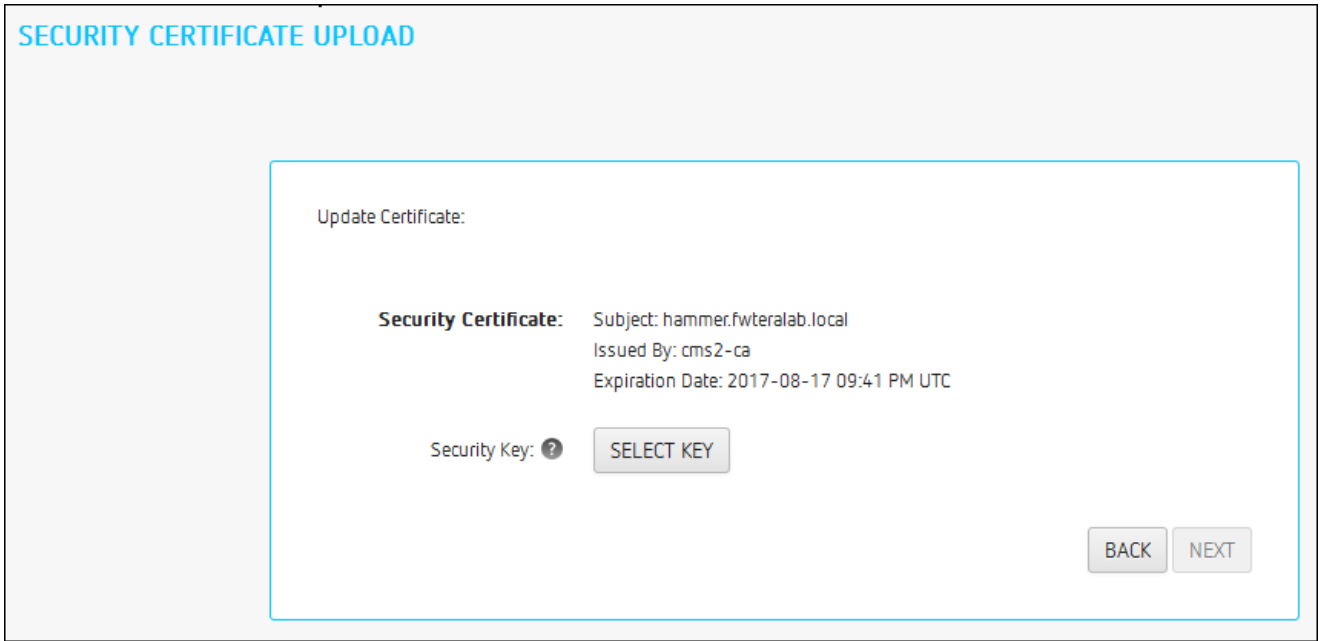 SECURITY CERTIFICATE UPLOAD
Update Certificate:
Security Certificate: Subject: hammer.fwteralab.local
Issued By: cms2-ca
Expiration Date: 2017-08-17 09:41 PM UTC
Security Key: ? SELECT KEY
BACK NEXT